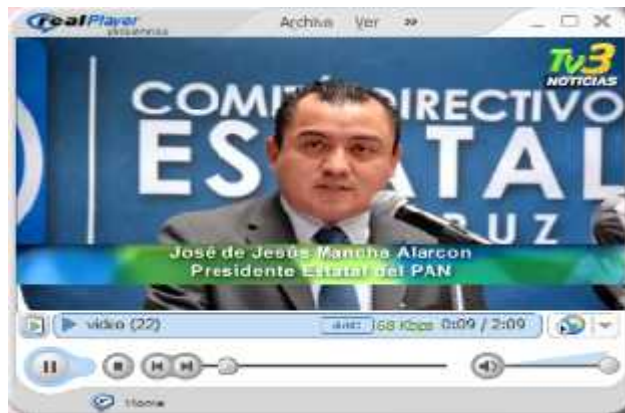 realPlayer
Archivo Ver »
Tv3
NOTICIAS
COMITÉ DIRECTIVO
ESTATAL
RUZ
José de Jesús Mancha Alarcon
Presidente Estatal del PAN
video (22)
168 Kbps 0:09 / 2:09
Home